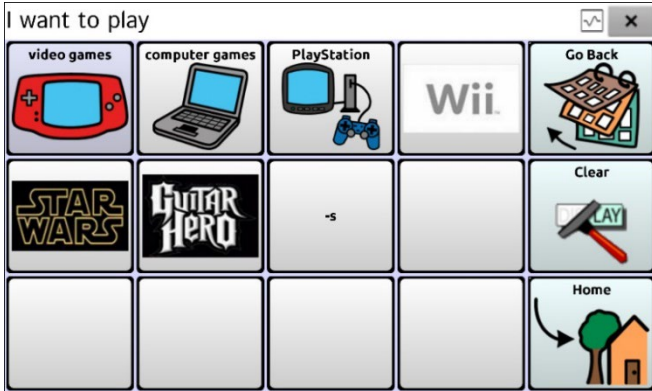 I want to play
video games
computer games
PlayStation
Wii
Go Back
STAR
WARS
GUITAR
HERO
-s
Clear
DISPLAY
Home